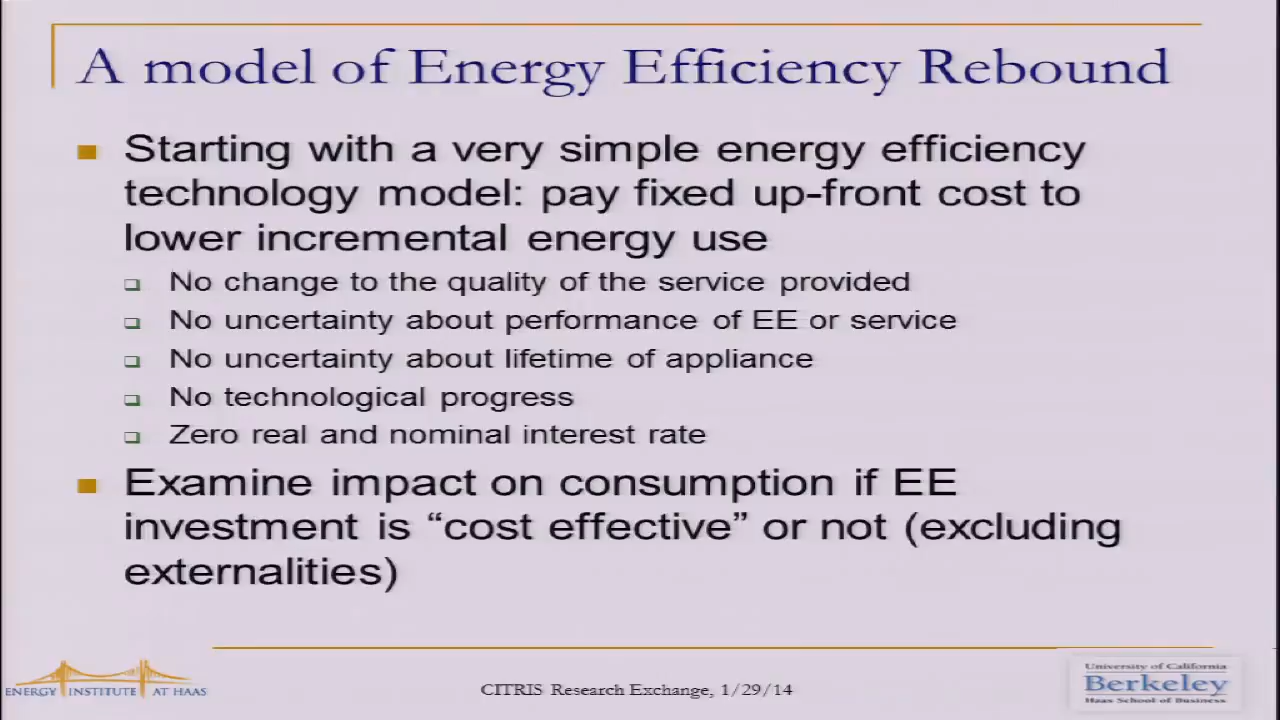 A model of Energy Efficiency Rebound
Starting with a very simple energy efficiency
technology model: pay fixed up-front cost to
lower incremental energy use
No change to the quality of the service provided
No uncertainty about performance of EE or service
No uncertainty about lifetime of appliance
No technological progress
Zero real and nominal interest rate
Examine impact on consumption if EE
investment is “cost effective” or not (excluding
externalities)
ENERGY INSTITUTE AT HAAS
CITRIS Research Exchange, 1/29/14
University of California
Berkeley
Haas School of Business